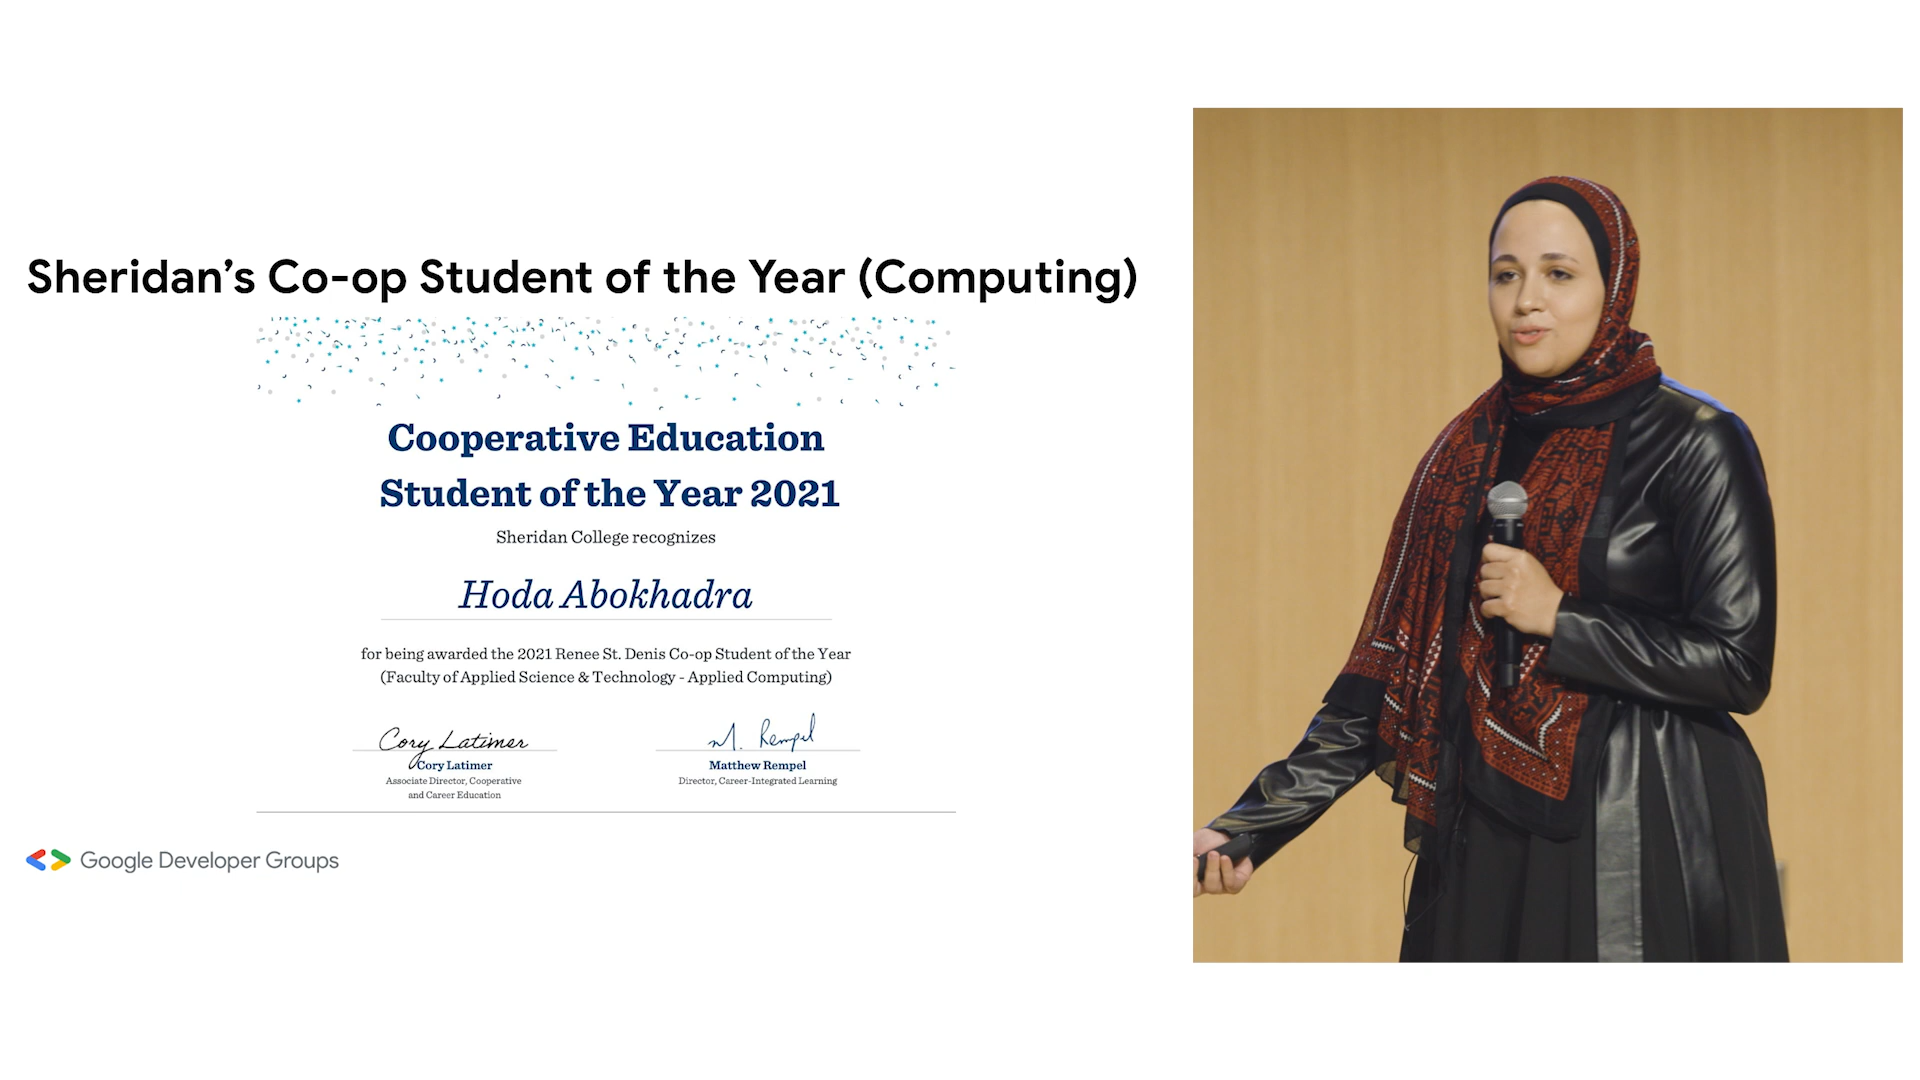 Sheridan’s Co-op Student of the Year (Computing)
Cooperative Education
Student of the Year 2021
Sheridan College recognizes
Hoda Abokhadra
for being awarded the 2021 Renee St. Denis Co-op Student of the Year
(Faculty of Applied Science & Technology - Applied Computing)
Cory Latimer
M. Rempel
Cory Latimer
Matthew Rempel
Associate Director, Cooperative
and Career Education
Director, Career-Integrated Learning
Google Developer Groups